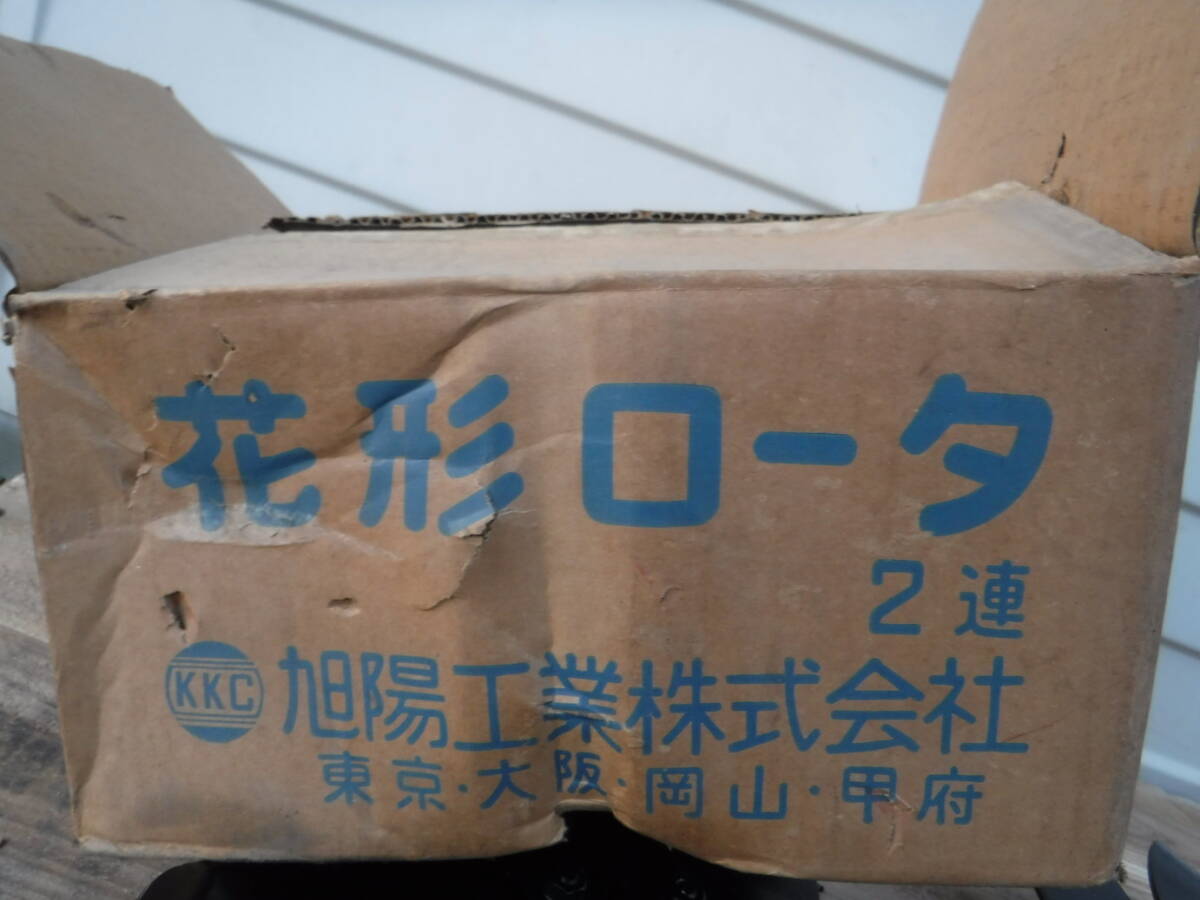 花形ロータ
2連
KKC 旭陽工業株式会社
東京・大阪・岡山・甲府